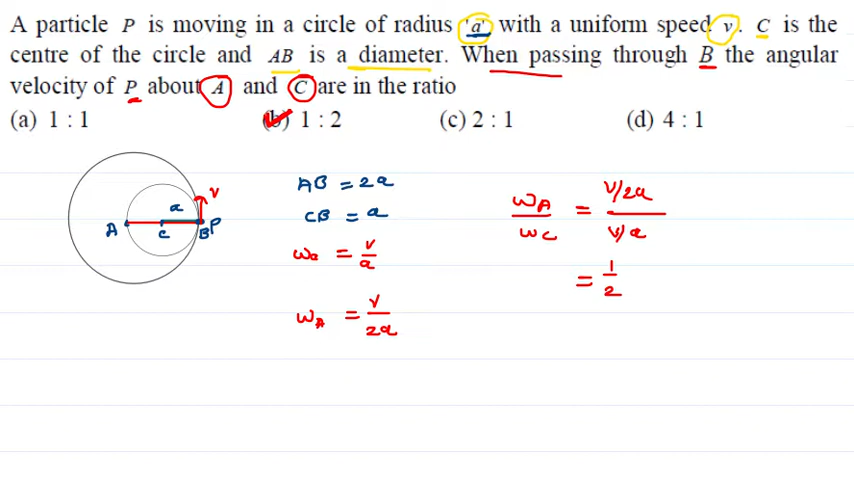 A particle P is moving in a circle of radius 'a' with a uniform speed v. C is the
centre of the circle and AB is a diameter. When passing through B the angular
velocity of P about A and C are in the ratio
(a) 1 : 1 (b) 1 : 2 (c) 2 : 1 (d) 4 : 1
A C a B P v
AB = 2a
CB = a
ωc = v/a
ωA = v/2a
ωA/ωC = (v/2a)/(v/a)
= 1/2